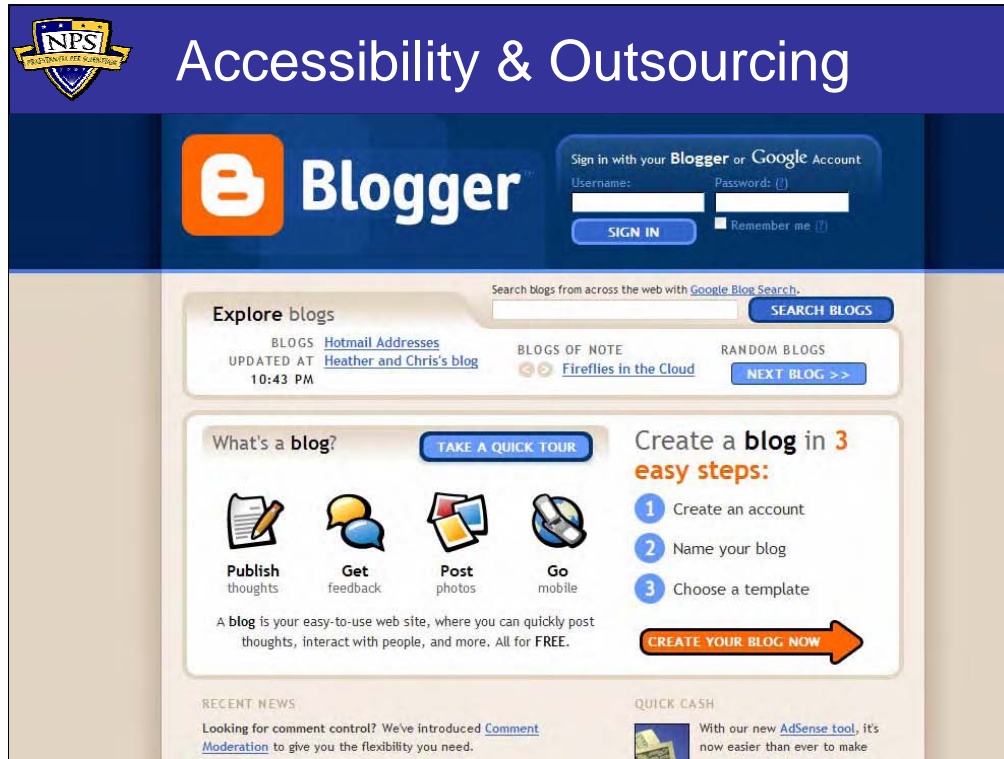 NPS
Accessibility & Outsourcing
Blogger
Sign in with your Blogger or Google Account
Username:
Password: (?)
SIGN IN
Remember me (?)
Search blogs from across the web with Google Blog Search.
SEARCH BLOGS
Explore blogs
BLOGS
UPDATED AT
10:43 PM
Hotmail Addresses
Heather and Chris's blog
BLOGS OF NOTE
Fireflies in the Cloud
RANDOM BLOGS
NEXT BLOG >>
What's a blog?
TAKE A QUICK TOUR
Publish
thoughts
Get
feedback
Post
photos
Go
mobile
A blog is your easy-to-use web site, where you can quickly post
thoughts, interact with people, and more. All for FREE.
Create a blog in 3
easy steps:
1 Create an account
2 Name your blog
3 Choose a template
CREATE YOUR BLOG NOW
RECENT NEWS
Looking for comment control? We've introduced Comment
Moderation to give you the flexibility you need.
QUICK CASH
With our new AdSense tool, it's
now easier than ever to make